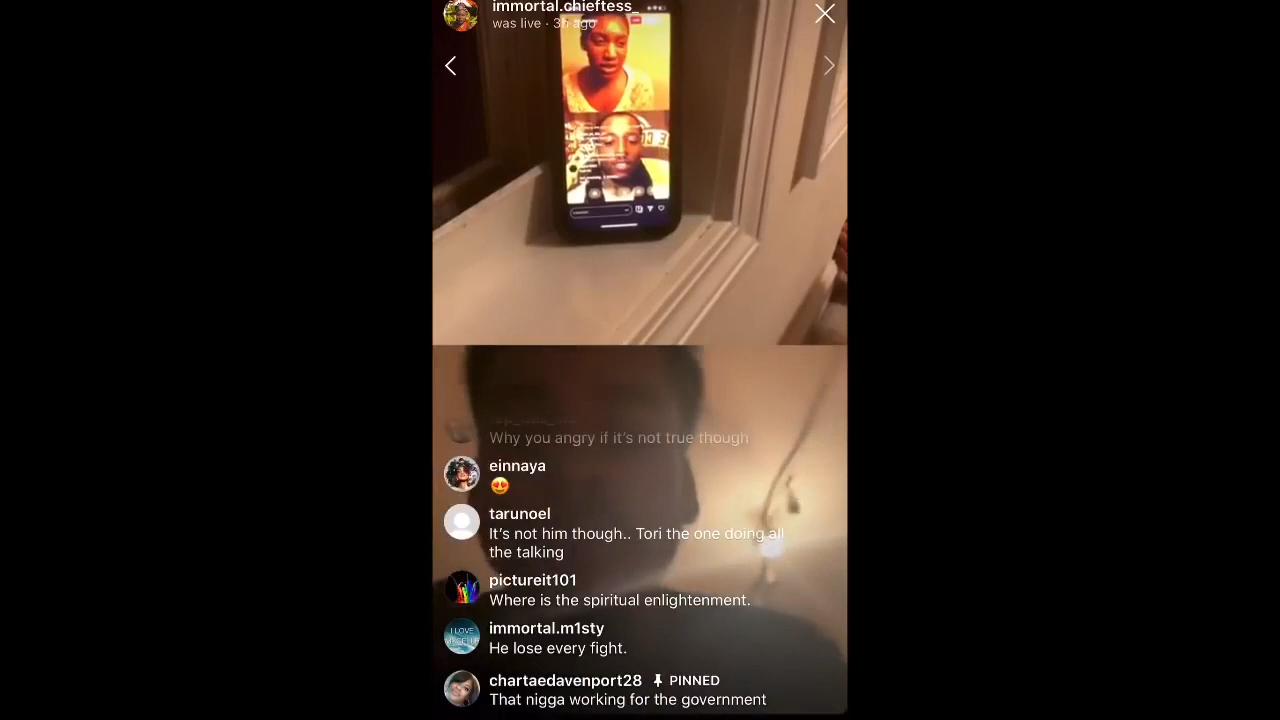 immortal.chieftess_
was live · 3h ago
Why you angry if it's not true though
einnaya
😍
tarunoel
It's not him though.. Tori the one doing all
the talking
pictureit101
Where is the spiritual enlightenment.
immortal.m1sty
He lose every fight.
chartaedavenport28 PINNED
That nigga working for the government